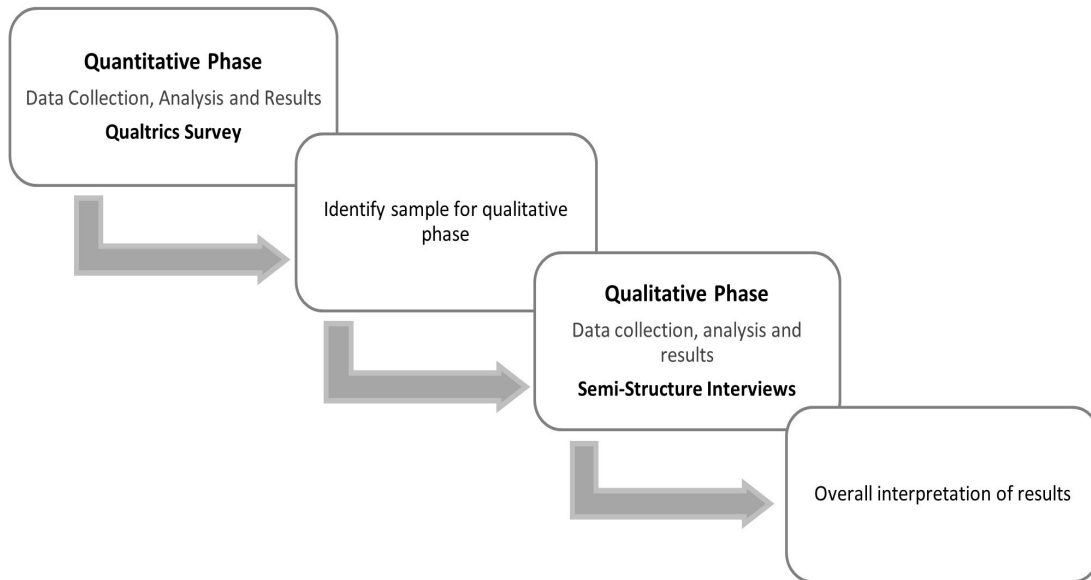 Quantitative Phase
Data Collection, Analysis and Results
Qualtrics Survey
Identify sample for qualitative
phase
Qualitative Phase
Data collection, analysis and
results
Semi-Structure Interviews
Overall interpretation of results